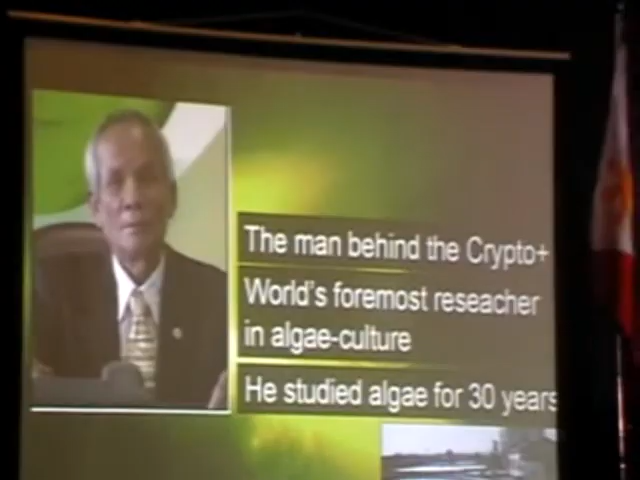 The man behind the Crypto+
World's foremost reseacher
in algae-culture
He studied algae for 30 years